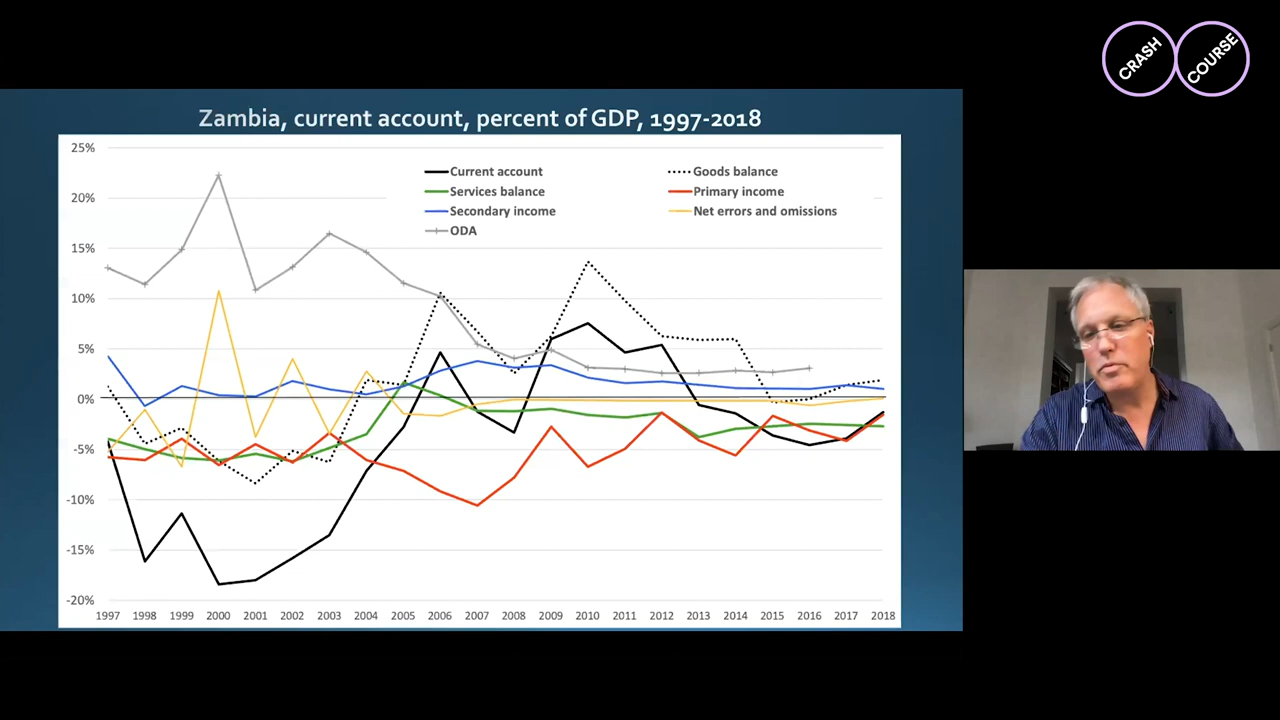 CRASH COURSE
Zambia, current account, percent of GDP, 1997-2018
25%
20%
15%
10%
5%
0%
-5%
-10%
-15%
-20%
Current account
Goods balance
Services balance
Primary income
Secondary income
Net errors and omissions
ODA
1997 1998 1999 2000 2001 2002 2003 2004 2005 2006 2007 2008 2009 2010 2011 2012 2013 2014 2015 2016 2017 2018